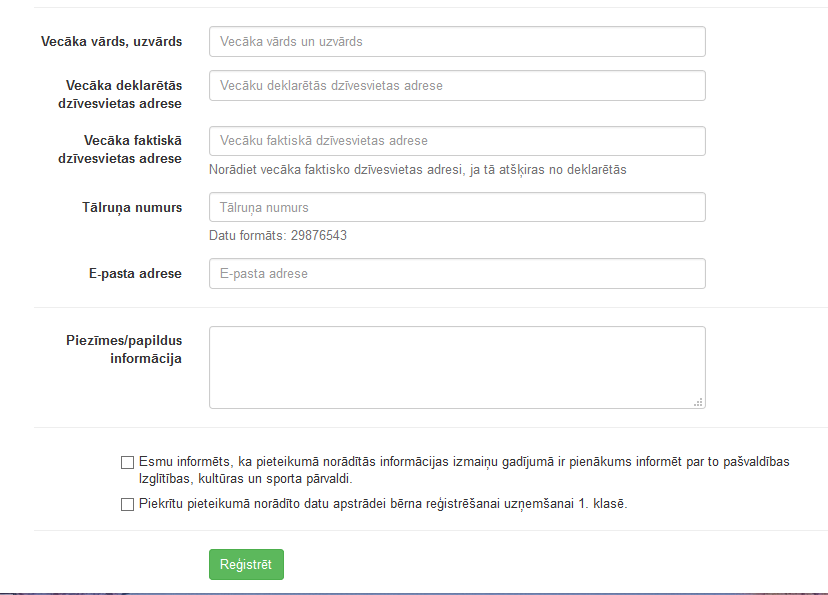 Vecāka vārds, uzvārds
Vecāka vārds un uzvārds
Vecāka deklarētās
dzīvesvietas adrese
Vecāku deklarētās dzīvesvietas adrese
Vecāka faktiskā
dzīvesvietas adrese
Vecāku faktiskā dzīvesvietas adrese
Norādiet vecāka faktisko dzīvesvietas adresi, ja tā atšķiras no deklarētās
Tālruņa numurs
Tālruņa numurs
Datu formāts: 29876543
E-pasta adrese
E-pasta adrese
Piezīmes/papildus
informācija
Esmu informēts, ka pieteikumā norādītās informācijas izmaiņu gadījumā ir pienākums informēt par to pašvaldības
Izglītības, kultūras un sporta pārvaldi.
Piekrītu pieteikumā norādīto datu apstrādei bērna reģistrēšanai uzņemšanai 1. klasē.
Reģistrēt